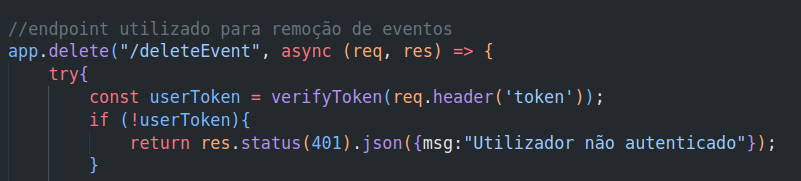 //endpoint utilizado para remoção de eventos
app.delete("/deleteEvent", async (req, res) => {
    try{
        const userToken = verifyToken(req.header('token'));
        if (!userToken){
            return res.status(401).json({msg:"Utilizador não autenticado"});
        }